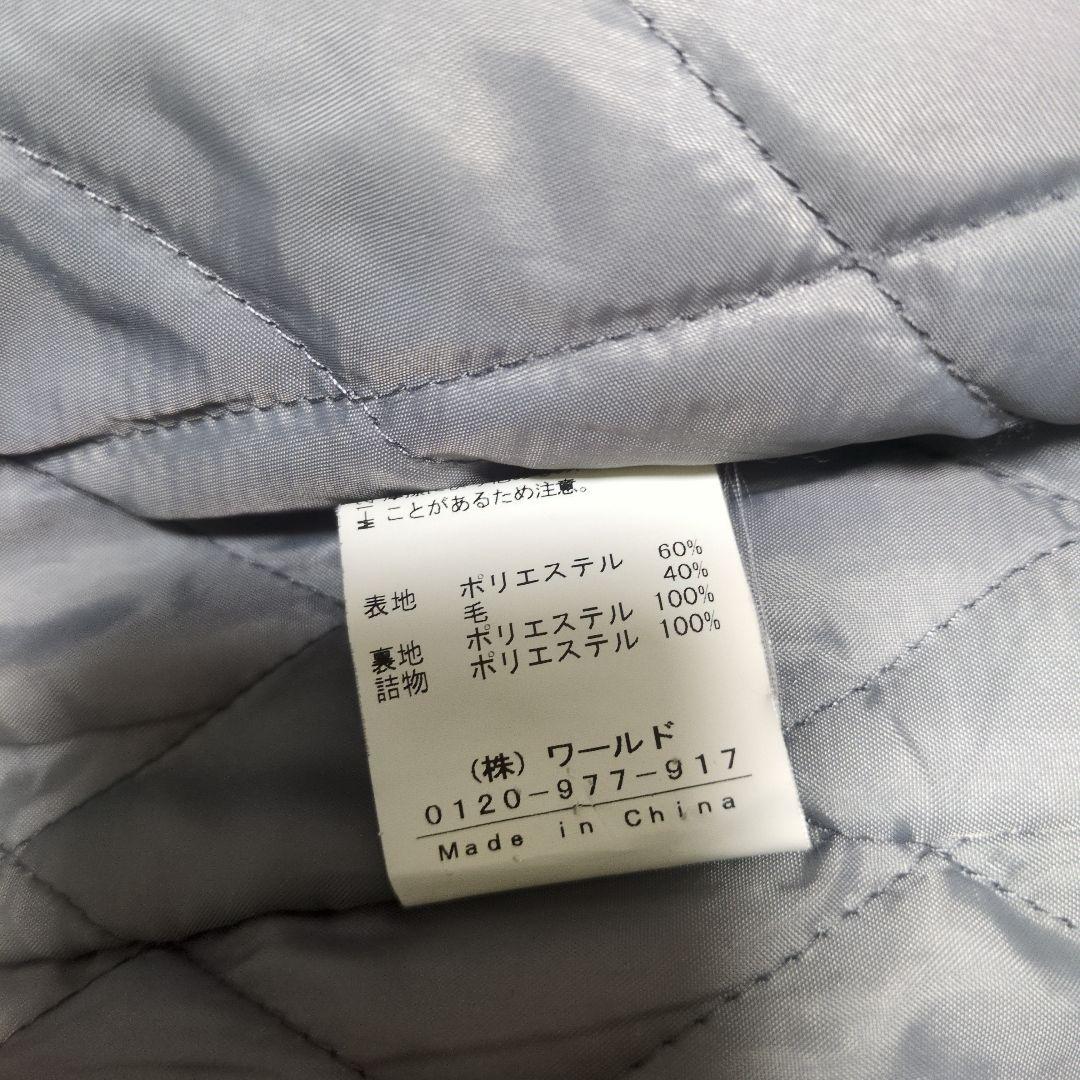 ことがあるため注意。
表地 ポリエステル 60%
毛 40%
裏地 ポリエステル 100%
詰物 ポリエステル 100%
(株) ワールド
0120-977-917
Made in China